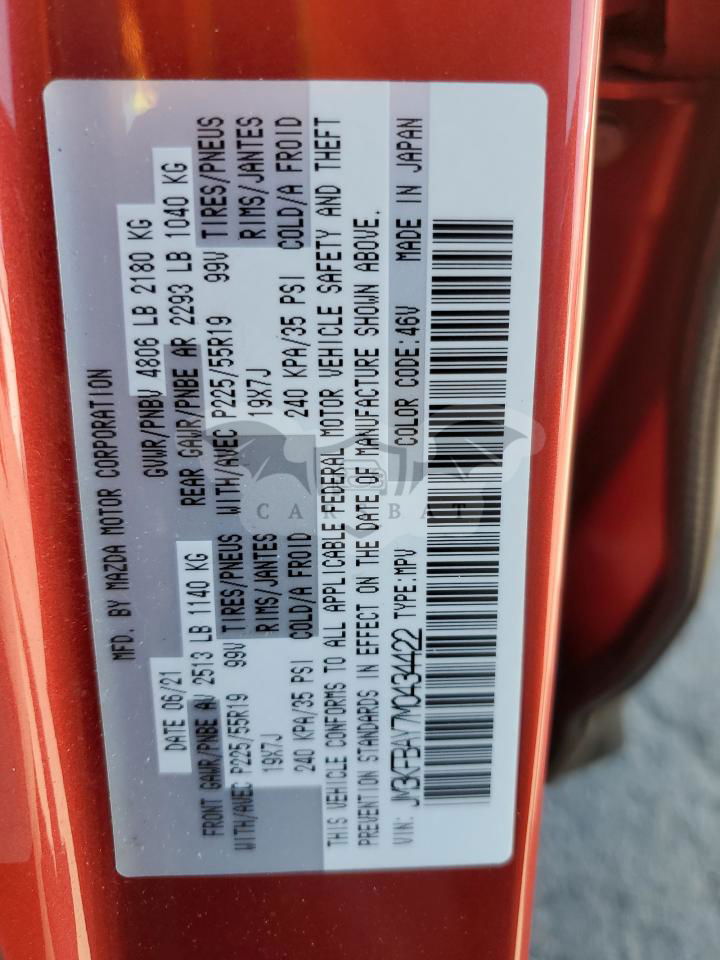 MFD. BY MAZDA MOTOR CORPORATION
DATE 06/21 GVWR/PNBV 4806 LB 2180 KG
FRONT GAWR/PNBE AV 2513 LB 1140 KG REAR GAWR/PNBE AR 2293 LB 1040 KG
WITH/AVEC P225/55R19 99V TIRES/PNEUS WITH/AVEC P225/55R19 99V TIRES/PNEUS
19X7J RIMS/JANTES 19X7J RIMS/JANTES
240 KPA/35 PSI COLD/A FROID 240 KPA/35 PSI COLD/A FROID
THIS VEHICLE CONFORMS TO ALL APPLICABLE FEDERAL MOTOR VEHICLE SAFETY AND THEFT
PREVENTION STANDARDS IN EFFECT ON THE DATE OF MANUFACTURE SHOWN ABOVE.
VIN: JM3KFBAY7M0434422 TYPE:MPV COLOR CODE:46V MADE IN JAPAN
CARSBAT